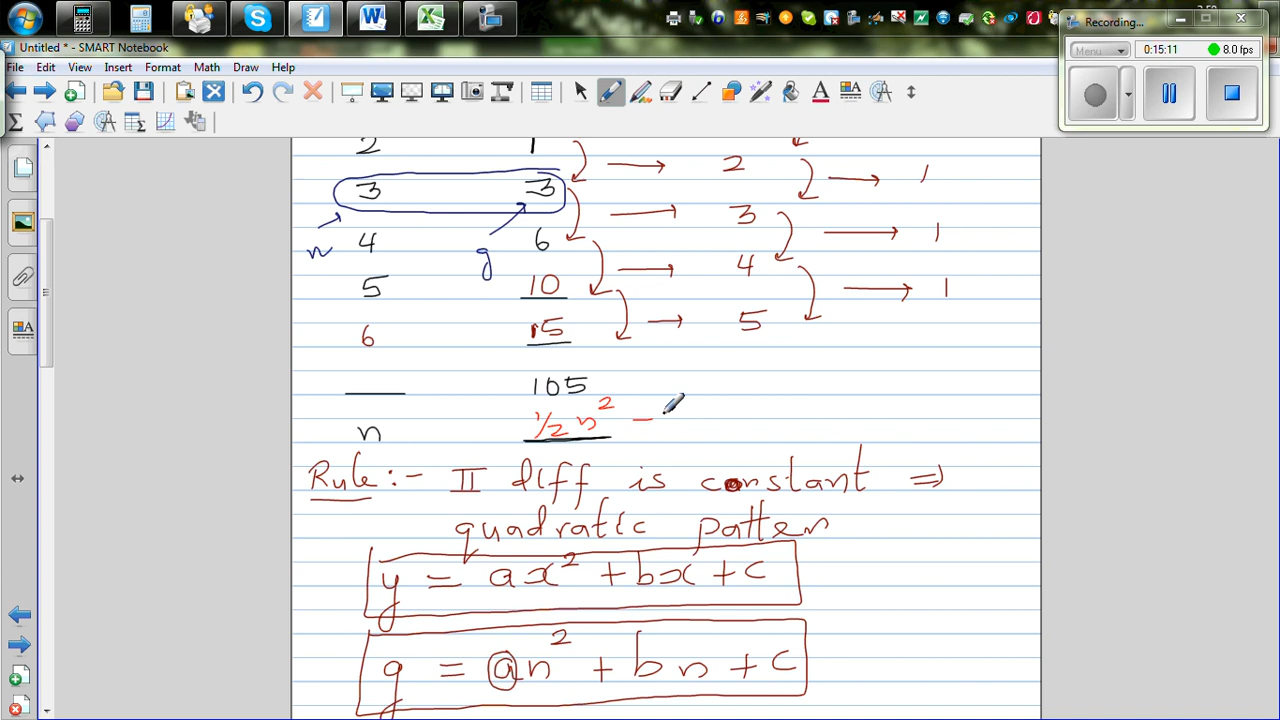 Recording...
Untitled * - SMART Notebook
Menu
0:15:11
8.0 fps
File Edit View Insert Format Math Draw Help
2 1 → 2
3 3 → 1
n 4 g 6 → 3 → 1
5 10 → 4 → 1
6 15 → 5
105
n 1/2 n² -
Rule :- II diff is constant ⇒
quadratic pattern
y = ax² + bx + c
g = an² + bn + c